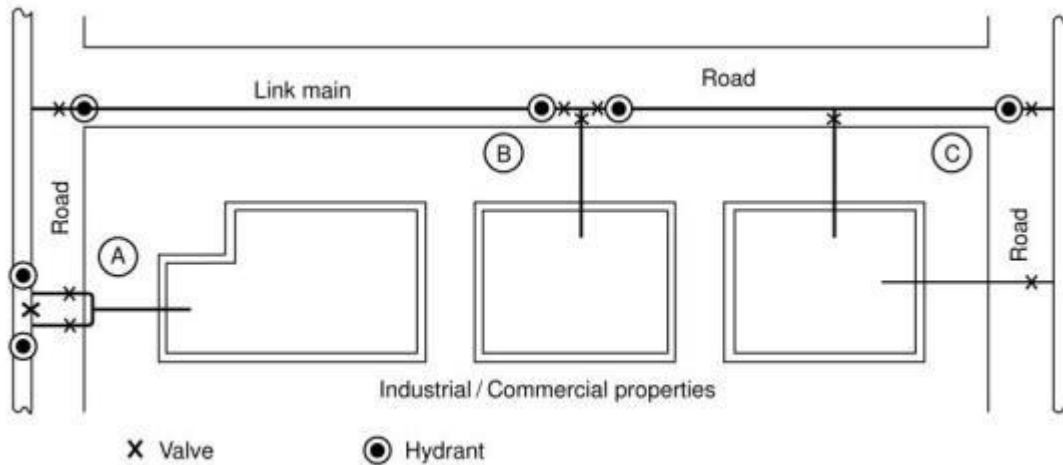 Road
Link main
B
C
Road
A
Road
Industrial / Commercial properties
X Valve
Hydrant